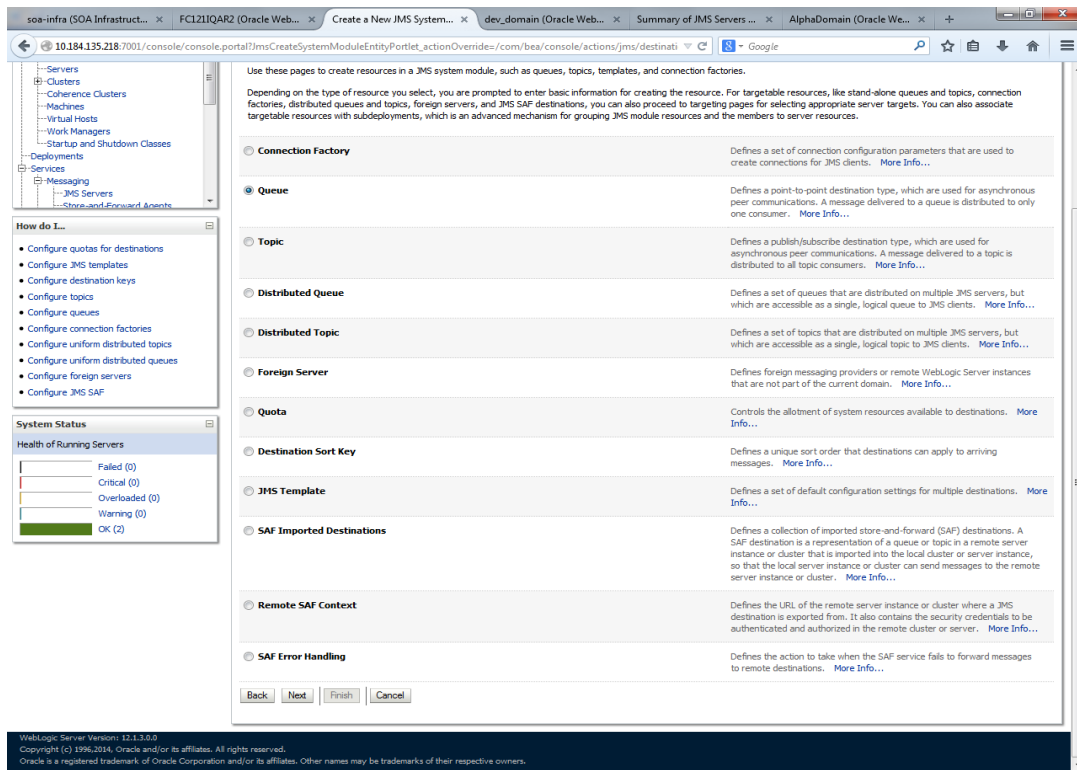 soa-infra (SOA Infrastruct...
FC121IQAR2 (Oracle Web...
Create a New JMS System...
dev_domain (Oracle Web...
Summary of JMS Servers ...
AlphaDomain (Oracle We...
10.184.135.218:7001/console/console.portal?JmsCreateSystemModuleEntityPortlet_actionOverride=/com/bea/console/actions/jms/destinati
Google
Servers
Clusters
Coherence Clusters
Machines
Virtual Hosts
Work Managers
Startup and Shutdown Classes
Deployments
Services
Messaging
JMS Servers
Store-and-Forward Agents
How do I...
Configure quotas for destinations
Configure JMS templates
Configure destination keys
Configure topics
Configure queues
Configure connection factories
Configure uniform distributed topics
Configure uniform distributed queues
Configure foreign servers
Configure JMS SAF
System Status
Health of Running Servers
Failed (0)
Critical (0)
Overloaded (0)
Warning (0)
OK (2)
Use these pages to create resources in a JMS system module, such as queues, topics, templates, and connection factories.
Depending on the type of resource you select, you are prompted to enter basic information for creating the resource. For targetable resources, like stand-alone queues and topics, connection
factories, distributed queues and topics, foreign servers, and JMS SAF destinations, you can also proceed to targeting pages for selecting appropriate server targets. You can also associate
targetable resources with subdeployments, which is an advanced mechanism for grouping JMS module resources and the members to server resources.
Connection Factory
Defines a set of connection configuration parameters that are used to
create connections for JMS clients. More Info...
Queue
Defines a point-to-point destination type, which are used for asynchronous
peer communications. A message delivered to a queue is distributed to only
one consumer. More Info...
Topic
Defines a publish/subscribe destination type, which are used for
asynchronous peer communications. A message delivered to a topic is
distributed to all topic consumers. More Info...
Distributed Queue
Defines a set of queues that are distributed on multiple JMS servers, but
which are accessible as a single, logical queue to JMS clients. More Info...
Distributed Topic
Defines a set of topics that are distributed on multiple JMS servers, but
which are accessible as a single, logical topic to JMS clients. More Info...
Foreign Server
Defines foreign messaging providers or remote WebLogic Server instances
that are not part of the current domain. More Info...
Quota
Controls the allotment of system resources available to destinations. More
Info...
Destination Sort Key
Defines a unique sort order that destinations can apply to arriving
messages. More Info...
JMS Template
Defines a set of default configuration settings for multiple destinations. More
Info...
SAF Imported Destinations
Defines a collection of imported store-and-forward (SAF) destinations. A
SAF destination is a representation of a queue or topic in a remote server
instance or cluster that is imported into the local cluster or server instance,
so that the local server instance or cluster can send messages to the remote
server instance or cluster. More Info...
Remote SAF Context
Defines the URL of the remote server instance or cluster where a JMS
destination is exported from. It also contains the security credentials to be
authenticated and authorized in the remote cluster or server. More Info...
SAF Error Handling
Defines the action to take when the SAF service fails to forward messages
to remote destinations. More Info...
Back Next Finish Cancel
WebLogic Server Version: 12.1.3.0.0
Copyright (c) 1996,2014, Oracle and/or its affiliates. All rights reserved.
Oracle is a registered trademark of Oracle Corporation and/or its affiliates. Other names may be trademarks of their respective owners.